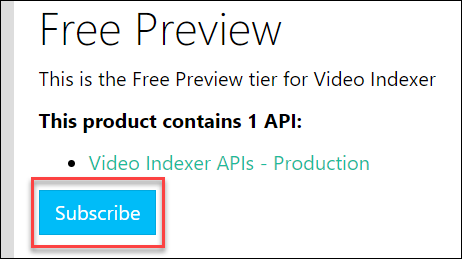 Free Preview
This is the Free Preview tier for Video Indexer
This product contains 1 API:
Video Indexer APIs - Production
Subscribe